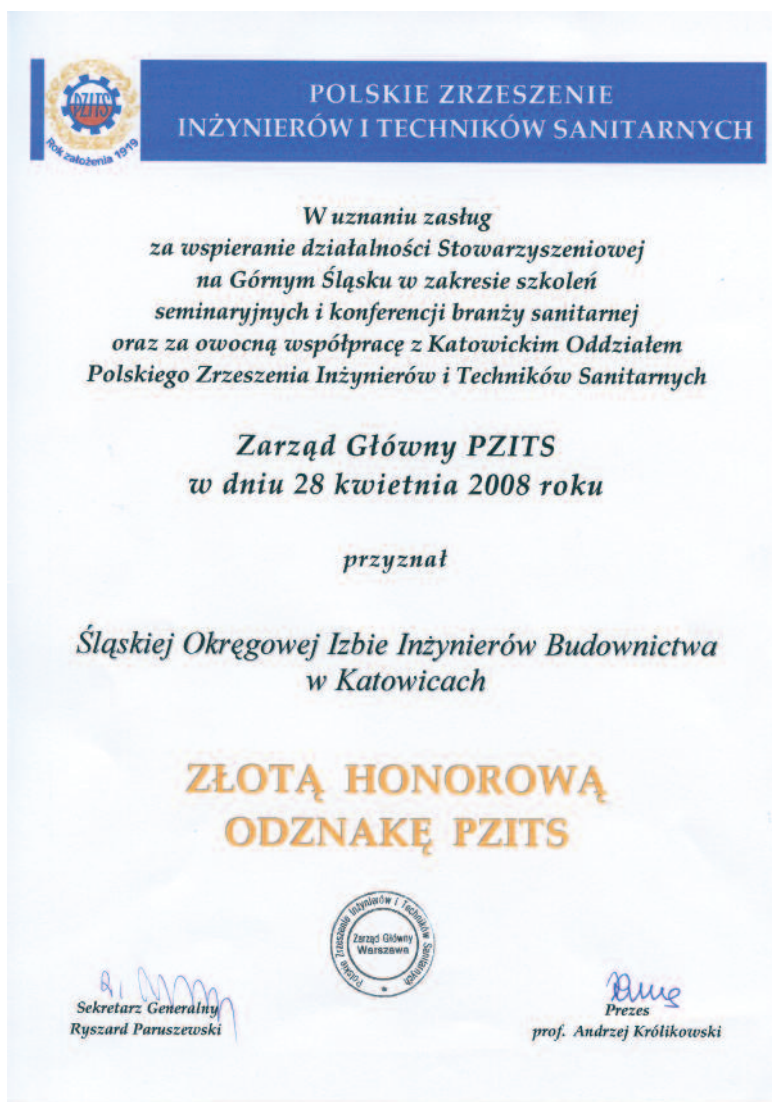 POLSKIE ZRZESZENIE
INŻYNIERÓW I TECHNIKÓW SANITARNYCH
PZITS
Rok założenia 1919
W uznaniu zasług
za wspieranie działalności Stowarzyszeniowej
na Górnym Śląsku w zakresie szkoleń
seminaryjnych i konferencji branży sanitarnej
oraz za owocną współpracę z Katowickim Oddziałem
Polskiego Zrzeszenia Inżynierów i Techników Sanitarnych
Zarząd Główny PZITS
w dniu 28 kwietnia 2008 roku
przyznał
Śląskiej Okręgowej Izbie Inżynierów Budownictwa
w Katowicach
ZŁOTĄ HONOROWĄ
ODZNAKĘ PZITS
Polskie Zrzeszenie Inżynierów i Techników Sanitarnych
Zarząd Główny
Warszawa
Sekretarz Generalny
Ryszard Paruszewski
Prezes
prof. Andrzej Królikowski